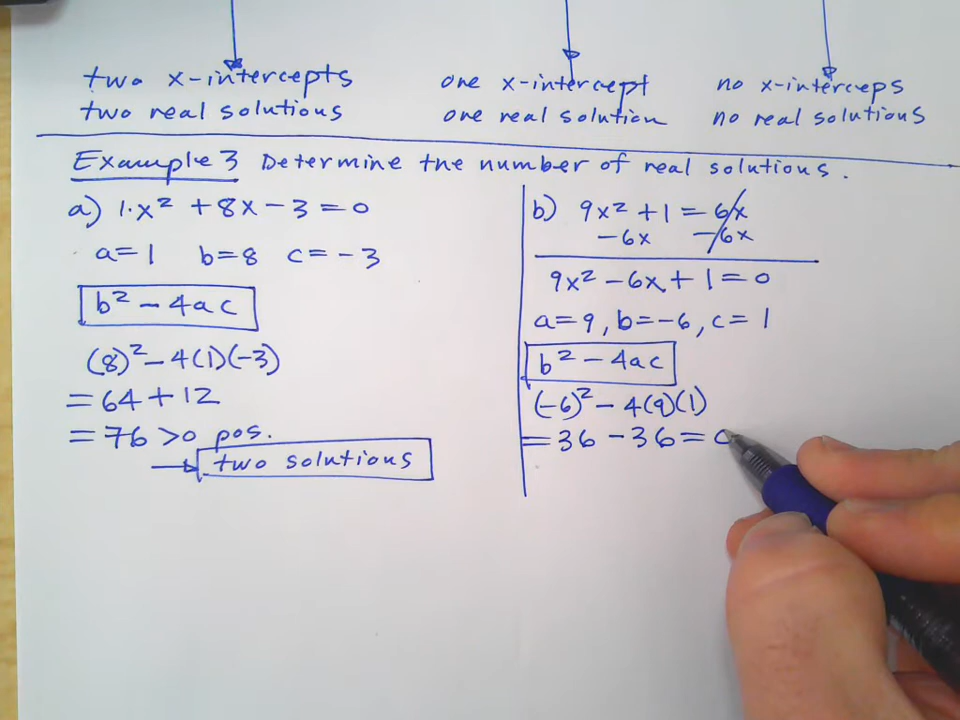 two x-intercepts
two real solutions
one x-intercept
one real solution
no x-interceps
no real solutions
Example 3 Determine the number of real solutions.
a) 1·x² + 8x - 3 = 0
a = 1 b = 8 c = -3
b² - 4ac
(8)² - 4(1)(-3)
= 64 + 12
= 76 > 0 pos.
→ two solutions
b) 9x² + 1 = 6x
-6x -6x
9x² - 6x + 1 = 0
a = 9, b = -6, c = 1
b² - 4ac
(-6)² - 4(9)(1)
= 36 - 36 =